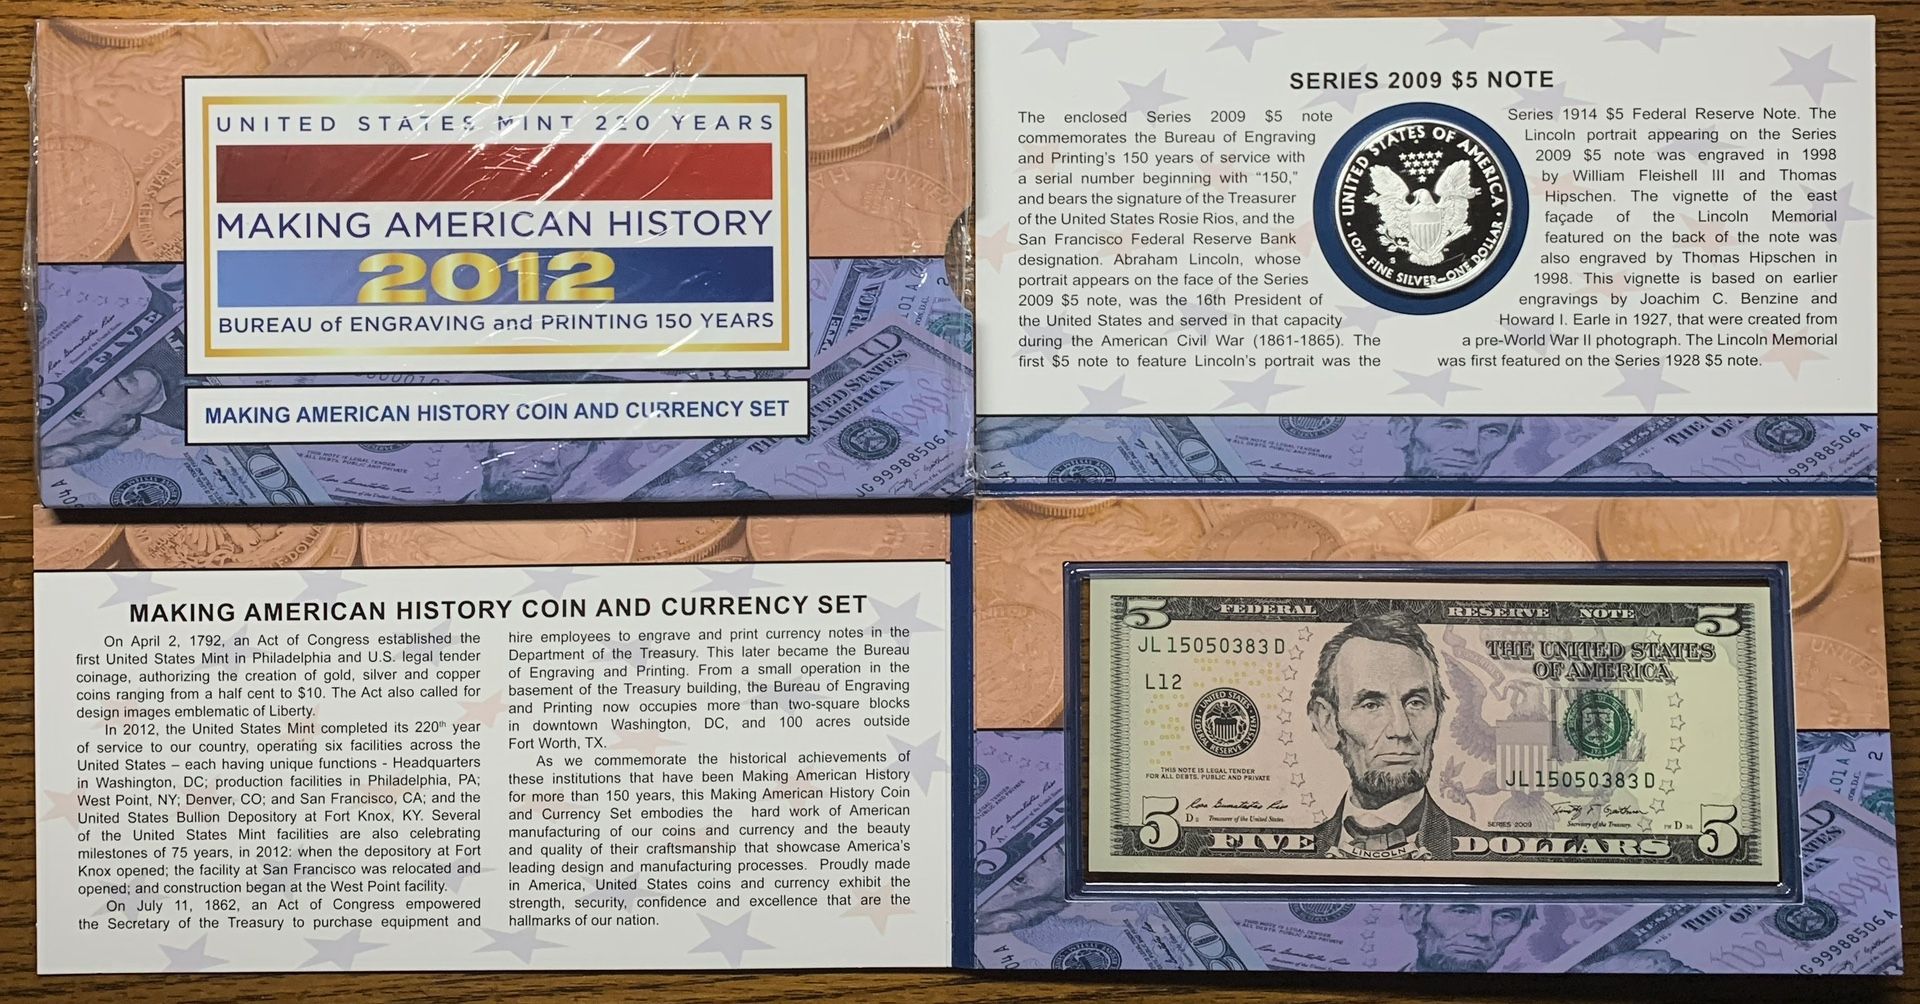 UNITED STATES MINT 220 YEARS
MAKING AMERICAN HISTORY
2012
BUREAU of ENGRAVING and PRINTING 150 YEARS
MAKING AMERICAN HISTORY COIN AND CURRENCY SET
JG 99988506 A
SERIES 2009 $5 NOTE
The enclosed Series 2009 $5 note
commemorates the Bureau of Engraving
and Printing's 150 years of service with
a serial number beginning with “150,”
and bears the signature of the Treasurer
of the United States Rosie Rios, and the
San Francisco Federal Reserve Bank
designation. Abraham Lincoln, whose
portrait appears on the face of the Series
2009 $5 note, was the 16th President of
the United States and served in that capacity
during the American Civil War (1861-1865). The
first $5 note to feature Lincoln's portrait was the
Series 1914 $5 Federal Reserve Note. The
Lincoln portrait appearing on the Series
2009 $5 note was engraved in 1998
by William Fleishell III and Thomas
Hipschen. The vignette of the east
façade of the Lincoln Memorial
featured on the back of the note was
also engraved by Thomas Hipschen in
1998. This vignette is based on earlier
engravings by Joachim C. Benzine and
Howard I. Earle in 1927, that were created from
a pre-World War II photograph. The Lincoln Memorial
was first featured on the Series 1928 $5 note.
UNITED STATES OF AMERICA
1 OZ. FINE SILVER~ONE DOLLAR
S
99988506 A
MAKING AMERICAN HISTORY COIN AND CURRENCY SET
On April 2, 1792, an Act of Congress established the
first United States Mint in Philadelphia and U.S. legal tender
coinage, authorizing the creation of gold, silver and copper
coins ranging from a half cent to $10. The Act also called for
design images emblematic of Liberty.
In 2012, the United States Mint completed its 220th year
of service to our country, operating six facilities across the
United States – each having unique functions - Headquarters
in Washington, DC; production facilities in Philadelphia, PA;
West Point, NY; Denver, CO; and San Francisco, CA; and the
United States Bullion Depository at Fort Knox, KY. Several
of the United States Mint facilities are also celebrating
milestones of 75 years, in 2012: when the depository at Fort
Knox opened; the facility at San Francisco was relocated and
opened; and construction began at the West Point facility.
On July 11, 1862, an Act of Congress empowered
the Secretary of the Treasury to purchase equipment and
hire employees to engrave and print currency notes in the
Department of the Treasury. This later became the Bureau
of Engraving and Printing. From a small operation in the
basement of the Treasury building, the Bureau of Engraving
and Printing now occupies more than two-square blocks
in downtown Washington, DC, and 100 acres outside
Fort Worth, TX.
As we commemorate the historical achievements of
these institutions that have been Making American History
for more than 150 years, this Making American History Coin
and Currency Set embodies the hard work of American
manufacturing of our coins and currency and the beauty
and quality of their craftsmanship that showcase America's
leading design and manufacturing processes. Proudly made
in America, United States coins and currency exhibit the
strength, security, confidence and excellence that are the
hallmarks of our nation.
5 FEDERAL RESERVE NOTE 5
JL 15050383 D
THE UNITED STATES
OF AMERICA
L12
UNITED STATES
FEDERAL RESERVE SYSTEM
THIS NOTE IS LEGAL TENDER
FOR ALL DEBTS, PUBLIC AND PRIVATE
JL 15050383 D
Treasurer of the United States
SERIES 2009
Secretary of the Treasury
5 FIVE LINCOLN DOLLARS 5
99988506 A